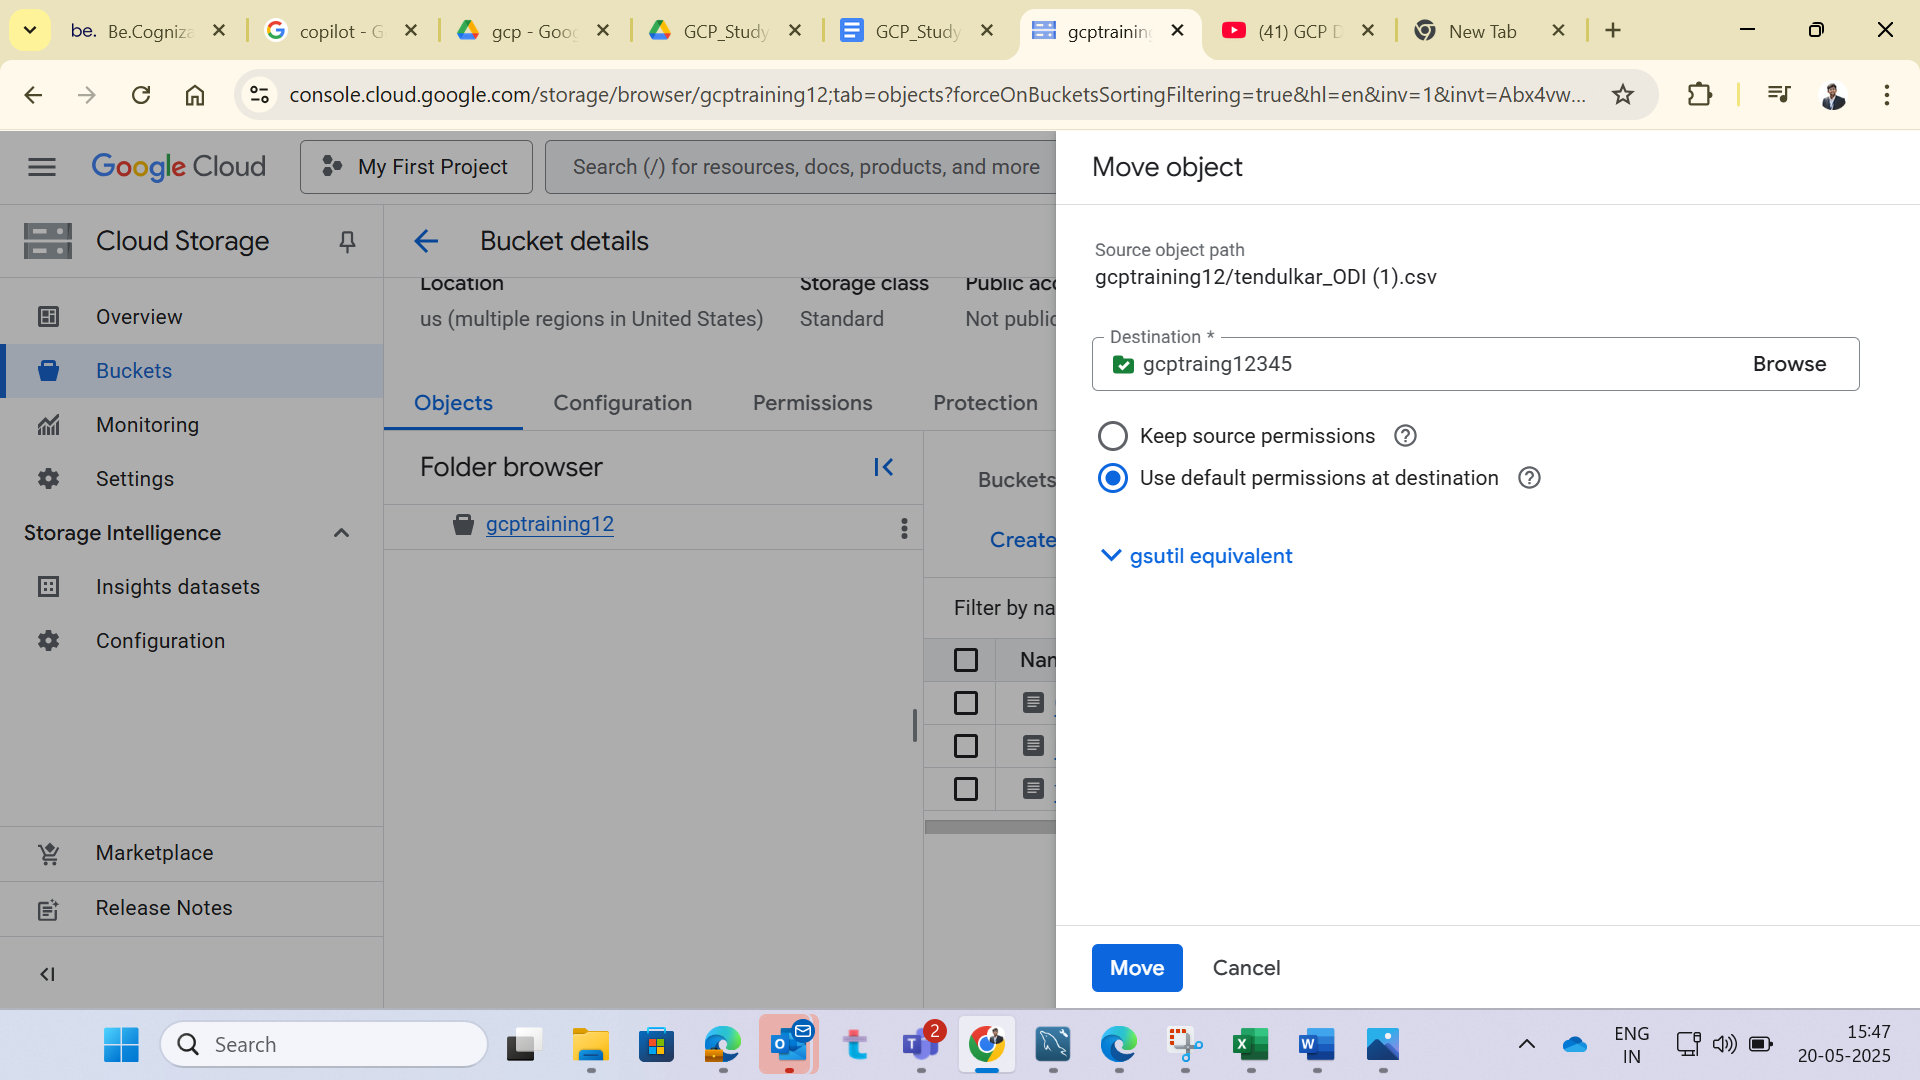 be. Be.Cogniza
copilot - G
gcp - Goog
GCP_Study
GCP_Study
gcptraining
(41) GCP D
New Tab
console.cloud.google.com/storage/browser/gcptraining12;tab=objects?forceOnBucketsSortingFiltering=true&hl=en&inv=1&invt=Abx4vw...
Google Cloud
My First Project
Search (/) for resources, docs, products, and more
Cloud Storage
Overview
Buckets
Monitoring
Settings
Storage Intelligence
Insights datasets
Configuration
Marketplace
Release Notes
Bucket details
Location
Storage class
Public acc
us (multiple regions in United States)
Standard
Not public
Objects
Configuration
Permissions
Protection
Folder browser
gcptraining12
Buckets
Create
Filter by na
Nam
Move object
Source object path
gcptraining12/tendulkar_ODI (1).csv
Destination *
gcptraing12345
Browse
Keep source permissions
Use default permissions at destination
gsutil equivalent
Move
Cancel
Search
2
ENG
IN
15:47
20-05-2025